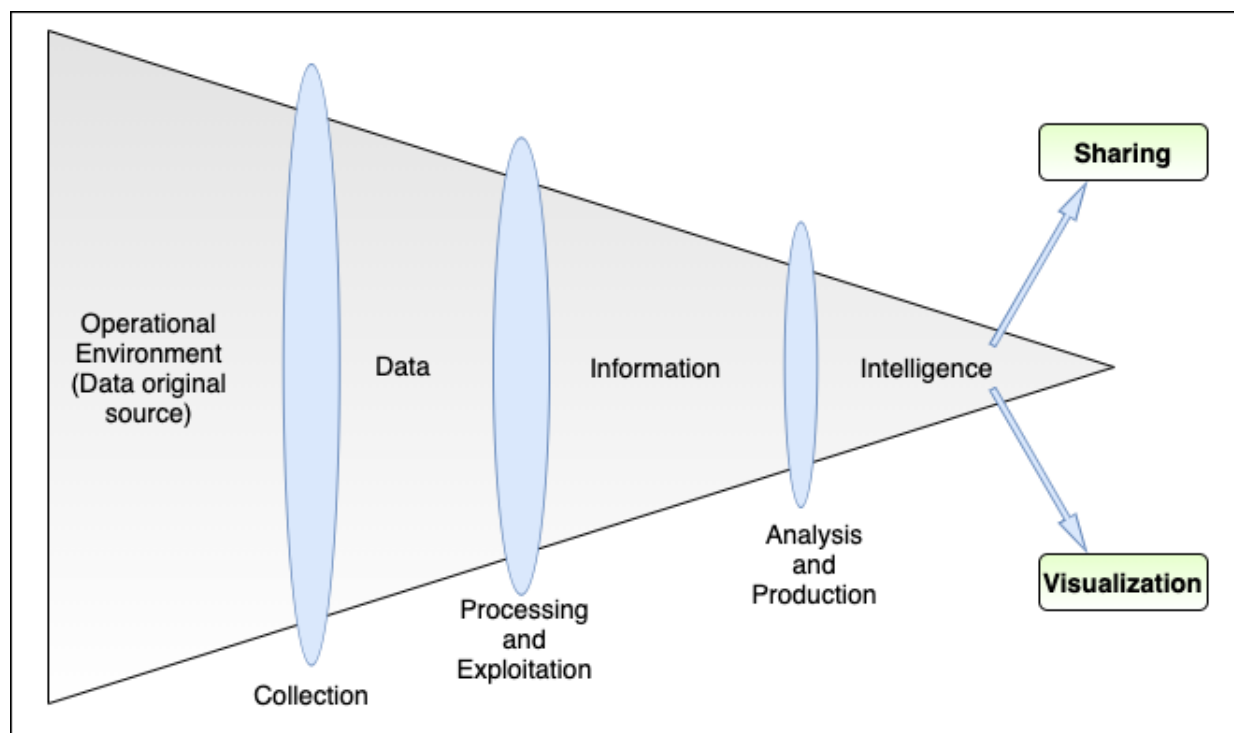 Sharing
Operational
Environment
(Data original
source)
Data
Information
Intelligence
Analysis
and
Production
Visualization
Processing
and
Exploitation
Collection